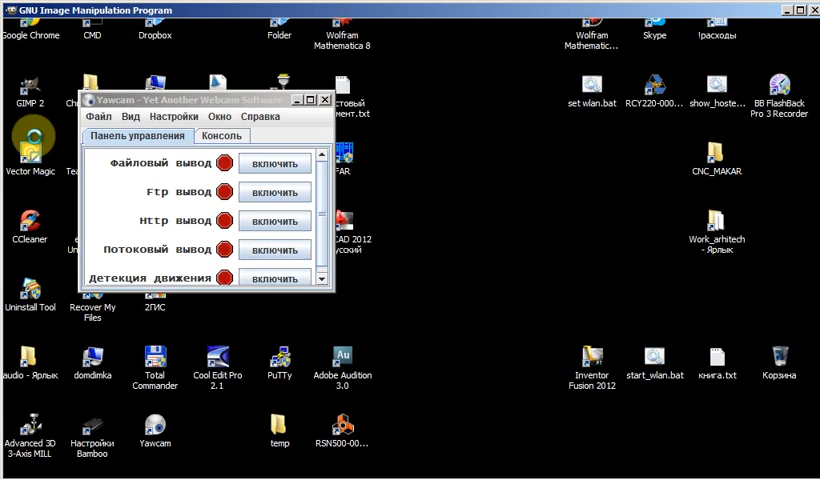 GNU Image Manipulation Program
Google Chrome
CMD
Dropbox
Folder
Wolfram
Mathematica 8
Wolfram
Mathematic...
Skype
!расходы
GIMP 2
set wlan.bat
RCY220-000...
show_hoste...
BB FlashBack
Pro 3 Recorder
Yawcam - Yet Another Webcam Software
Файл Вид Настройки Окно Справка
Панель управления
Консоль
Файловый вывод
включить
Ftp вывод
включить
Http вывод
включить
Потоковый вывод
включить
Детекция движения
включить
Vector Magic
FAR
CNC_MAKAR
CCleaner
CAD 2012
Work_arhitech -
Ярлык
Uninstall Tool
Recover My
Files
2ГИС
audio - Ярлык
domdimka
Total
Commander
Cool Edit Pro
2.1
PuTTy
Au
Adobe Audition
3.0
Inventor
Fusion 2012
start_wlan.bat
книга.txt
Корзина
Advanced 3D
3-Axis MILL
Настройки
Bamboo
Yawcam
temp
RSN500-00...